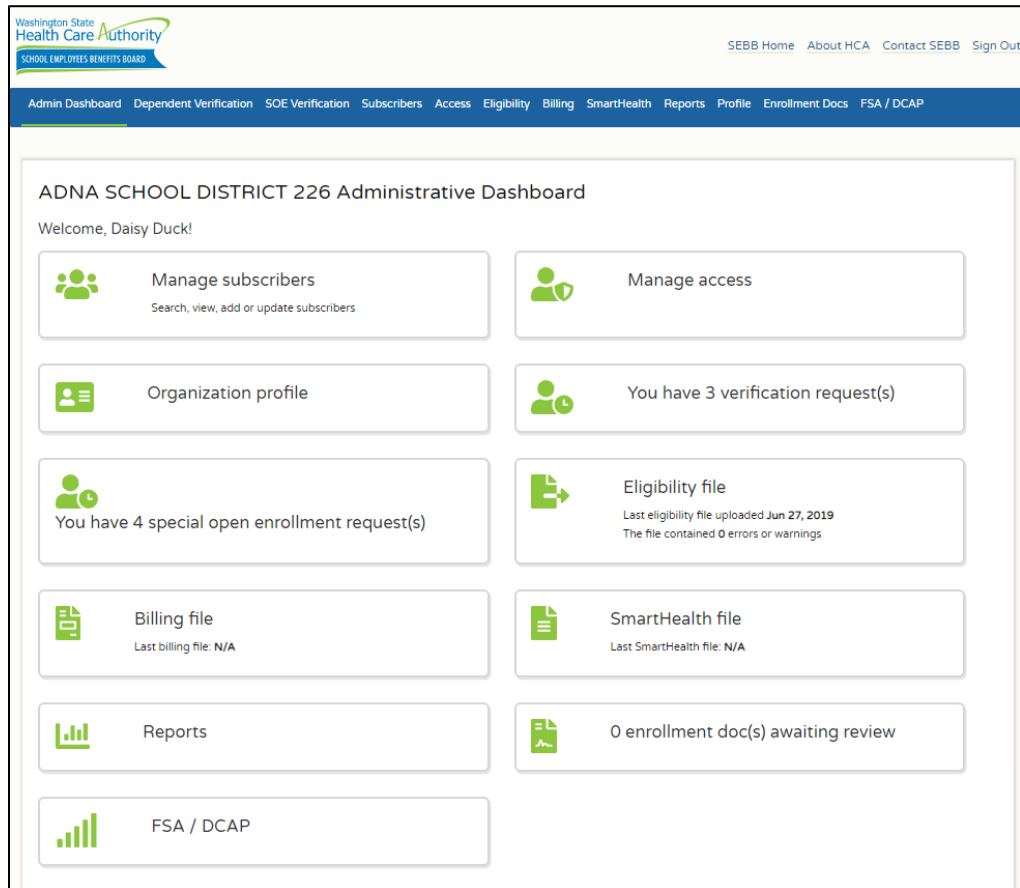 Washington State
Health Care Authority
SCHOOL EMPLOYEES BENEFITS BOARD
SEBB Home About HCA Contact SEBB Sign Out
Admin Dashboard Dependent Verification SOE Verification Subscribers Access Eligibility Billing SmartHealth Reports Profile Enrollment Docs FSA / DCAP
ADNA SCHOOL DISTRICT 226 Administrative Dashboard
Welcome, Daisy Duck!
Manage subscribers
Search, view, add or update subscribers
Manage access
Organization profile
You have 3 verification request(s)
You have 4 special open enrollment request(s)
Eligibility file
Last eligibility file uploaded Jun 27, 2019
The file contained 0 errors or warnings
Billing file
Last billing file: N/A
SmartHealth file
Last SmartHealth file: N/A
Reports
0 enrollment doc(s) awaiting review
FSA / DCAP